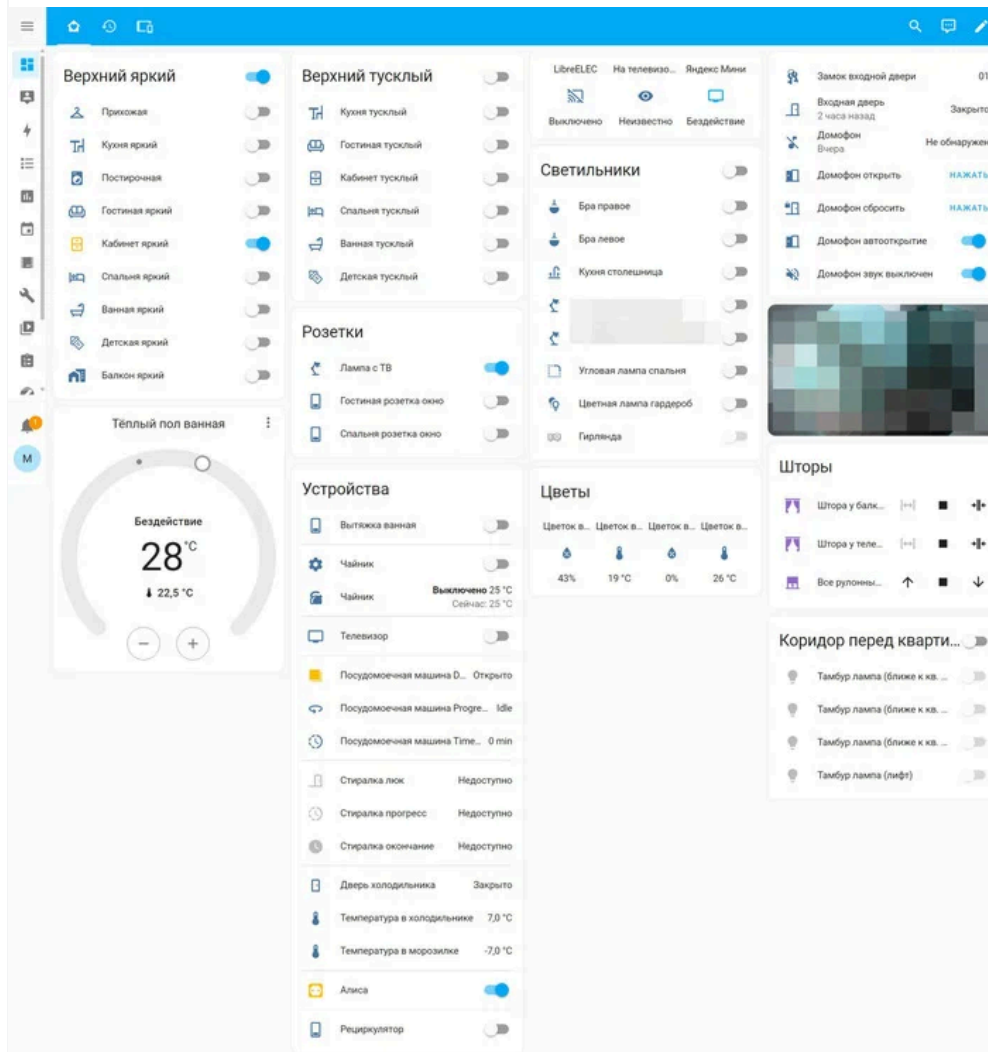 Верхний яркий
Прихожая
Кухня яркий
Постирочная
Гостиная яркий
Кабинет яркий
Спальня яркий
Ванная яркий
Детская яркий
Балкон яркий
1
M
Тёплый пол ванная
Бездействие
28 °C
22,5 °C
Верхний тусклый
Кухня тусклый
Гостиная тусклый
Кабинет тусклый
Спальня тусклый
Ванная тусклый
Детская тусклый
Розетки
Лампа с ТВ
Гостиная розетка окно
Спальня розетка окно
Устройства
Вытяжка ванная
Чайник
Чайник Выключено 25 °C
Сейчас: 25 °C
Телевизор
Посудомоечная машина D... Открыто
Посудомоечная машина Progre... Idle
Посудомоечная машина Time... 0 min
Стиралка люк Недоступно
Стиралка прогресс Недоступно
Стиралка окончание Недоступно
Дверь холодильника Закрыто
Температура в холодильнике 7,0 °C
Температура в морозилке -7,0 °C
Алиса
Рециркулятор
LibreELEC На телевизо... Яндекс Мини
Выключено Неизвестно Бездействие
Светильники
Бра правое
Бра левое
Кухня столешница
Угловая лампа спальня
Цветная лампа гардероб
Гирлянда
Цветы
Цветок в... Цветок в... Цветок в... Цветок в...
43% 19 °C 0% 26 °C
Замок входной двери 01
Входная дверь Закрыто
2 часа назад
Домофон Не обнаружен
Вчера
Домофон открыть НАЖАТЬ
Домофон сбросить НАЖАТЬ
Домофон автооткрытие
Домофон звук выключен
Шторы
Штора у балк...
Штора у теле...
Все рулонны...
Коридор перед кварти...
Тамбур лампа (ближе к кв. ...
Тамбур лампа (ближе к кв. ...
Тамбур лампа (ближе к кв. ...
Тамбур лампа (лифт)